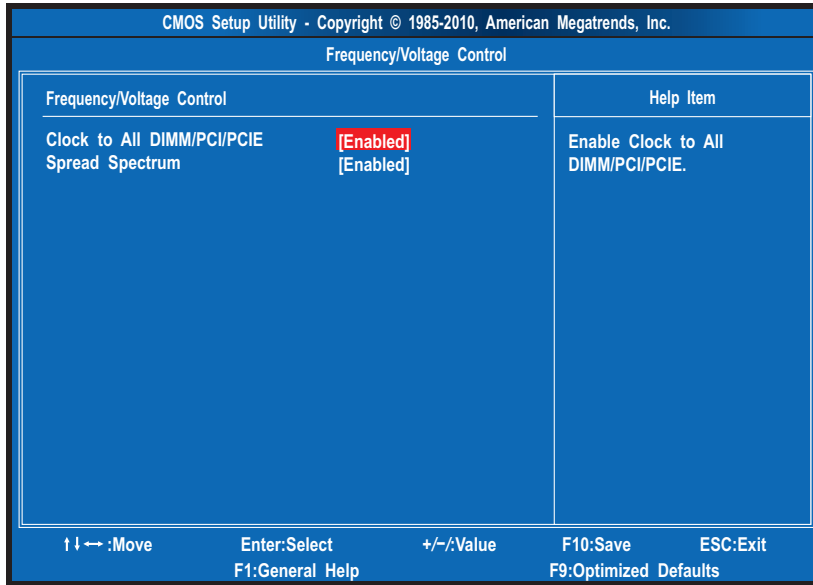 CMOS Setup Utility - Copyright © 1985-2010, American Megatrends, Inc.
Frequency/Voltage Control
Frequency/Voltage Control
Help Item
Clock to All DIMM/PCI/PCIE [Enabled]
Spread Spectrum [Enabled]
Enable Clock to All
DIMM/PCI/PCIE.
↑↓↔ :Move Enter:Select +/-/:Value F10:Save ESC:Exit
F1:General Help F9:Optimized Defaults